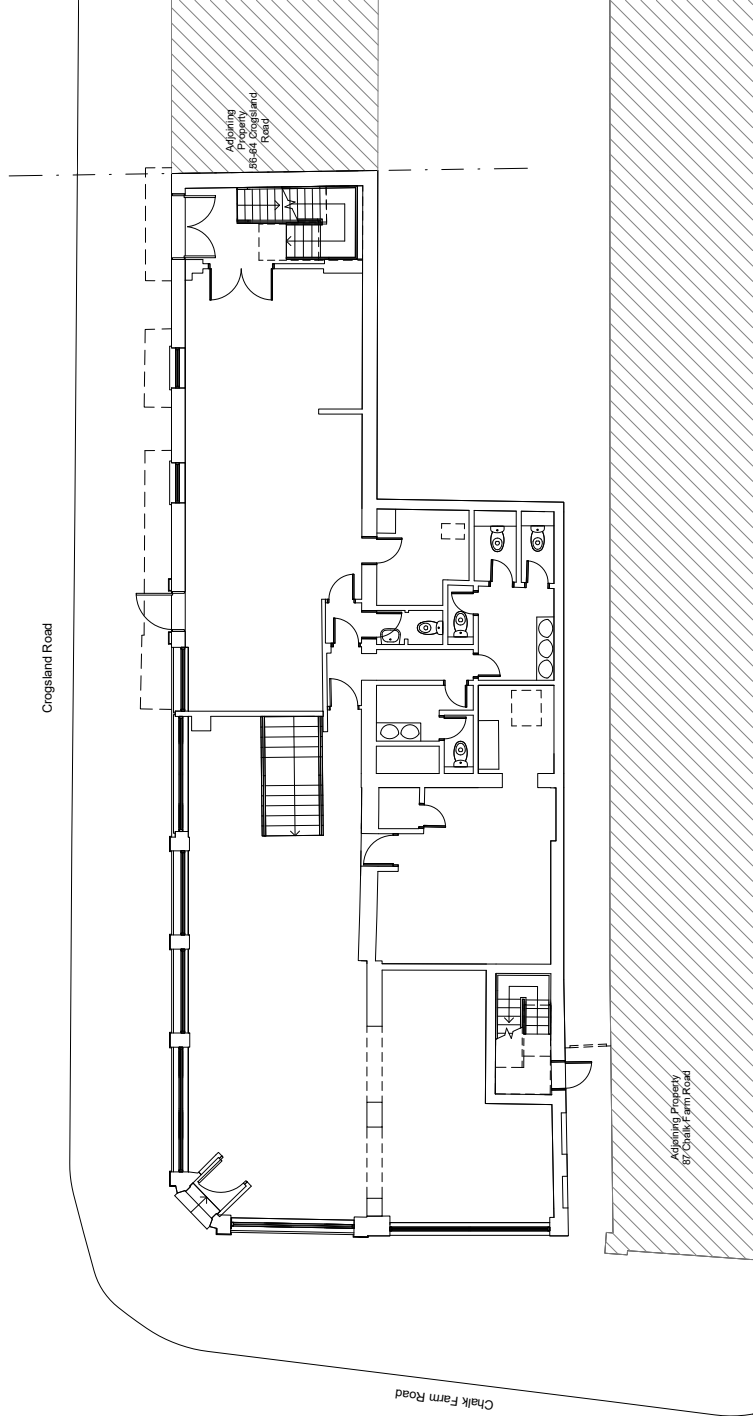 Adjoining
Property
56-64 Crogsland
Road
Crogsland Road
Adjoining Property
87 Chalk Farm Road
Chalk Farm Road